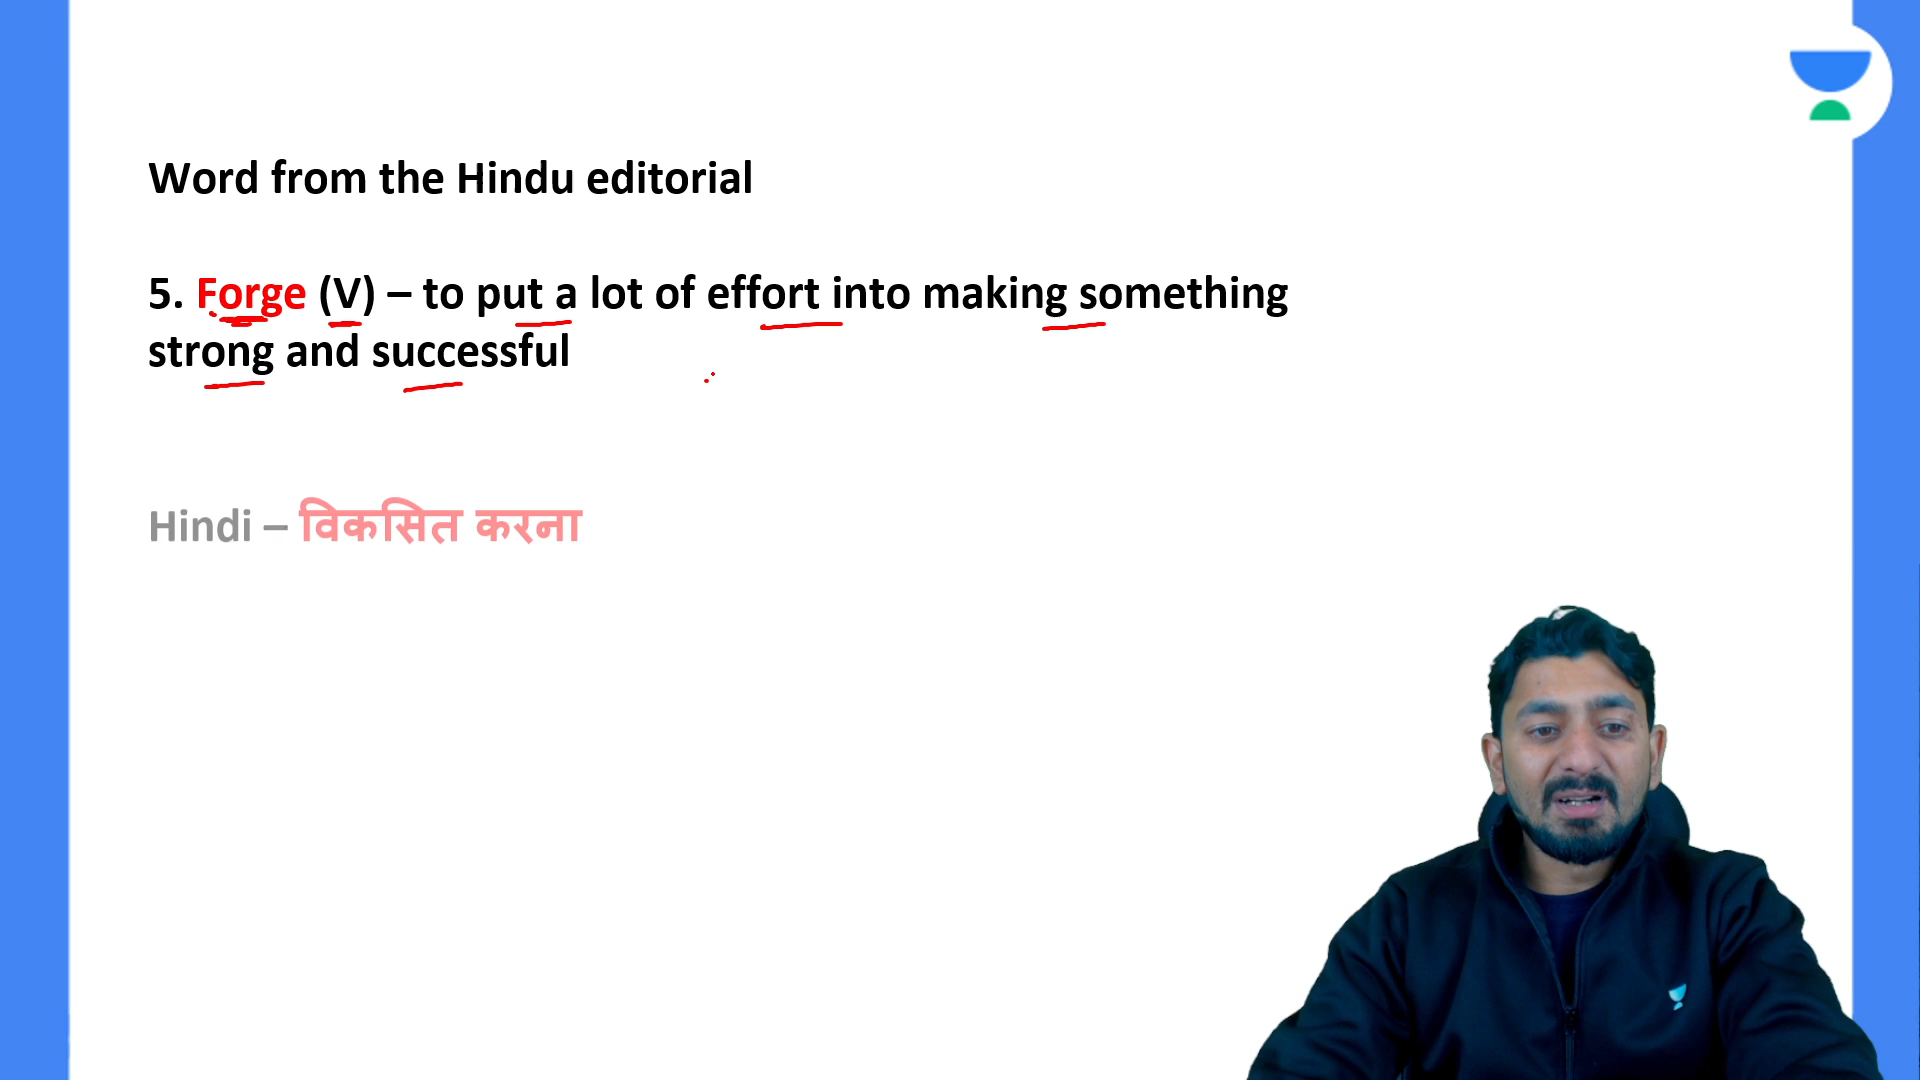 Word from the Hindu editorial
5. Forge (V) – to put a lot of effort into making something
strong and successful
Hindi – विकसित करना